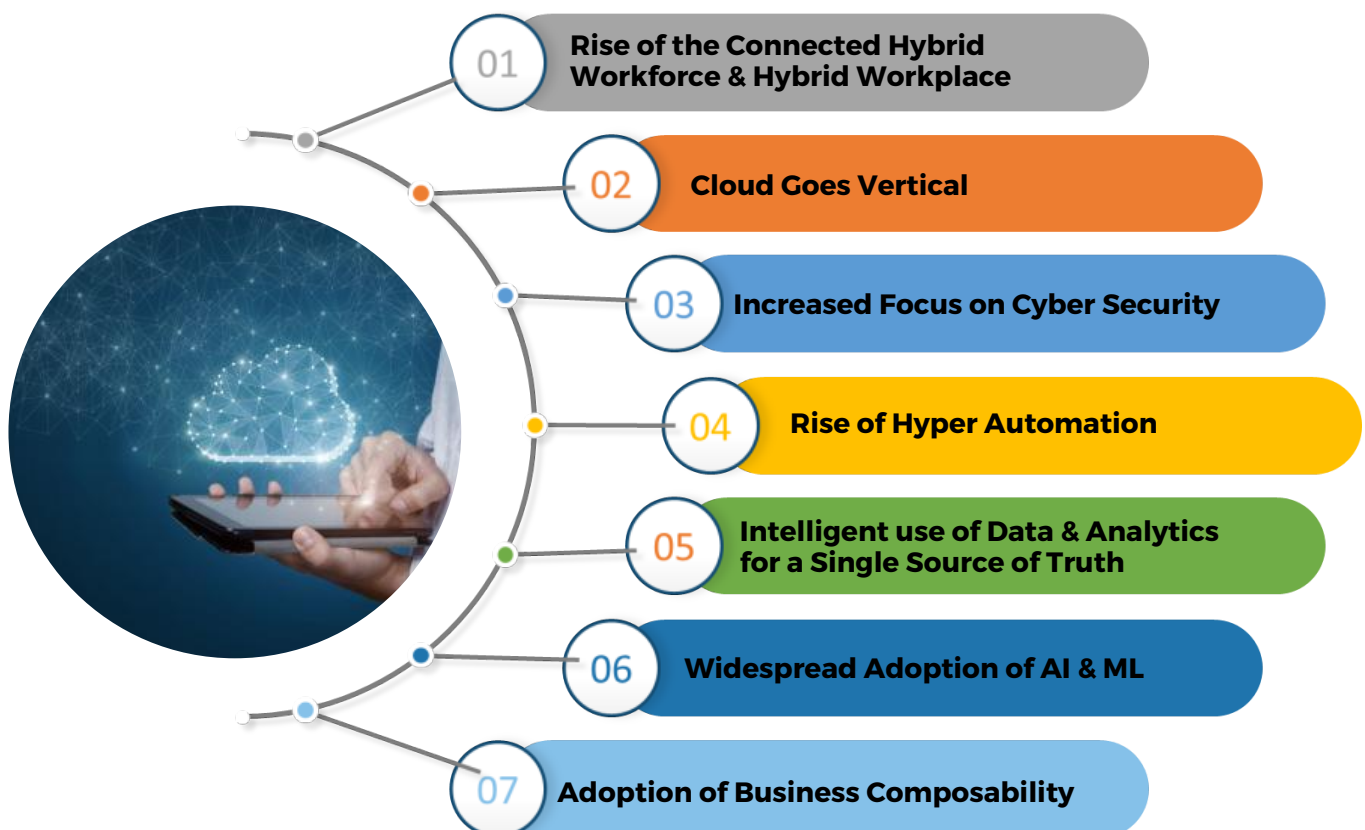 01
Rise of the Connected Hybrid
Workforce & Hybrid Workplace
02
Cloud Goes Vertical
03
Increased Focus on Cyber Security
04
Rise of Hyper Automation
05
Intelligent use of Data & Analytics
for a Single Source of Truth
06
Widespread Adoption of AI & ML
07
Adoption of Business Composability